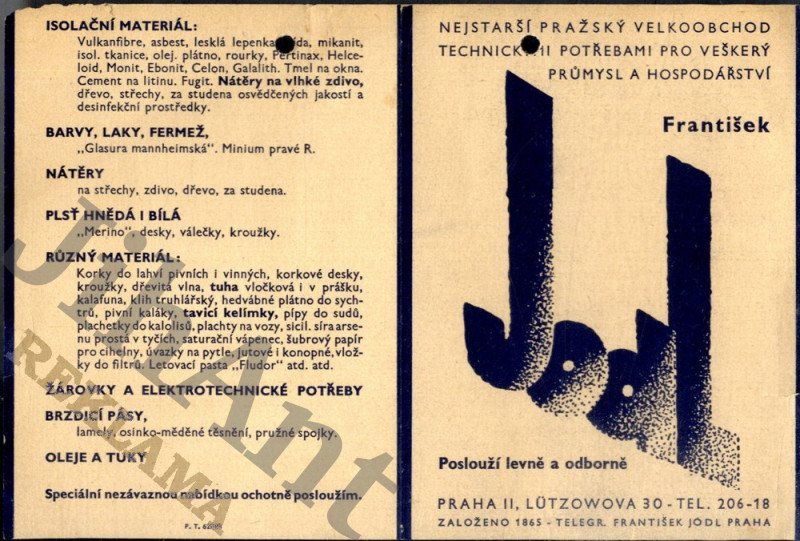 ISOLAČNÍ MATERIÁL:
Vulkanfibre, asbest, lesklá lepenka, mikanit,
isol. tkanice, olej. plátno, rourky, Pertinax, Helce-
loid, Monit, Ebonit, Celon, Galalith. Tmel na okna.
Cement na litinu. Fugit. Nátěry na vlhké zdivo,
dřevo, střechy, za studena osvědčených jakostí a
desinfekční prostředky.
BARVY, LAKY, FERMEŽ,
„Glasura mannheimská“. Minium pravé R.
NÁTĚRY
na střechy, zdivo, dřevo, za studena.
PLSŤ HNĚDÁ I BÍLÁ
„Merino“, desky, válečky, kroužky.
RŮZNÝ MATERIÁL:
Korky do lahví pivních i vinných, korkové desky,
kroužky, dřevitá vlna, tuha vločková i v prášku,
kalafuna, klih truhlářský, hedvábné plátno do sych-
trů, pivní kaláky, tavicí kelímky, pípy do sudů,
plachetky do kalolisů, plachty na vozy, sicil. síra arse-
nu prostá v tyčích, saturační vápenec, šubrový papír
pro cihelny, úvazky na pytle, jutové i konopné, vlož-
ky do filtrů. Letovací pasta „Fludor“ atd. atd.
ŽÁROVKY A ELEKTROTECHNICKÉ POTŘEBY
BRZDICÍ PÁSY,
lamely, osinko-měděné těsnění, pružné spojky.
OLEJE A TUKY
Speciální nezávaznou nabídkou ochotně posloužím.
P. T.
NEJSTARŠÍ PRAŽSKÝ VELKOOBCHOD
TECHNICKÝMI POTŘEBAMI PRO VEŠKERÝ
PRŮMYSL A HOSPODÁŘSTVÍ
František
Jodl
Poslouží levně a odborně
PRAHA II, LÜTZOWOVA 30 - TEL. 206-18
ZALOŽENO 1865 - TELEGR. FRANTIŠEK JODL PRAHA
JiriAnt
REKLAMA